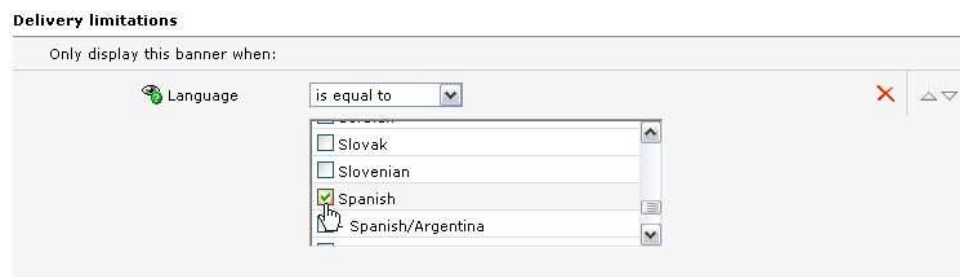 Delivery limitations
Only display this banner when:
Language
is equal to
Slovak
Slovenian
Spanish
- Spanish/Argentina